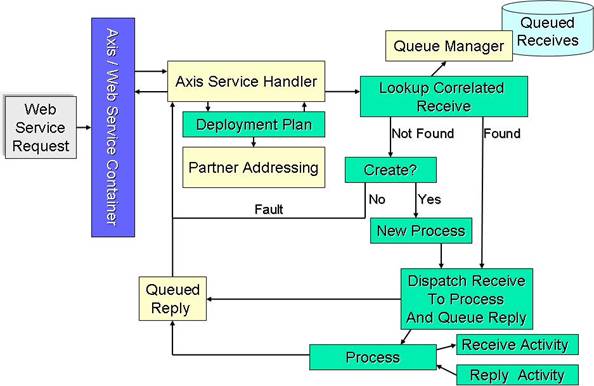 Queued
Receives
Queue Manager
Axis / Web Service Container
Axis Service Handler
Lookup Correlated
Receive
Web
Service
Request
Deployment Plan
Not Found
Found
Partner Addressing
Create?
No
Yes
Fault
New Process
Queued
Reply
Dispatch Receive
To Process
And Queue Reply
Process
Receive Activity
Reply Activity